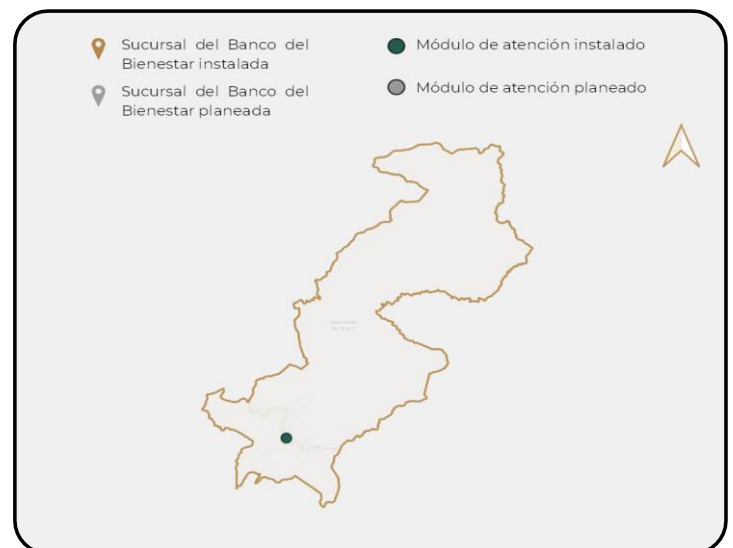 Sucursal del Banco del
Bienestar instalada
Sucursal del Banco del
Bienestar planeada
Módulo de atención instalado
Módulo de atención planeado